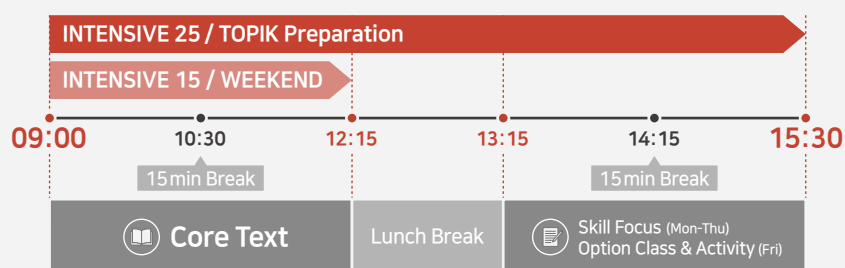 INTENSIVE 25 / TOPIK Preparation
INTENSIVE 15 / WEEKEND
09:00 10:30 12:15 13:15 14:15 15:30
15min Break 15min Break
Core Text Lunch Break Skill Focus (Mon-Thu)
Option Class & Activity (Fri)